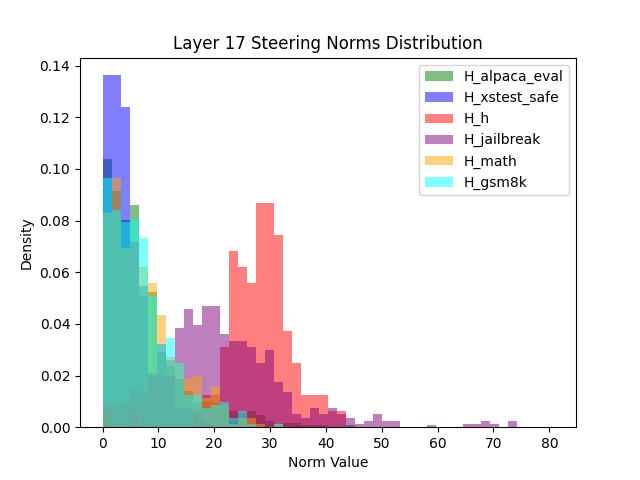 Layer 17 Steering Norms Distribution
Density
0.14
0.12
0.10
0.08
0.06
0.04
0.02
0.00
H_alpaca_eval
H_xstest_safe
H_h
H_jailbreak
H_math
H_gsm8k
0 10 20 30 40 50 60 70 80
Norm Value